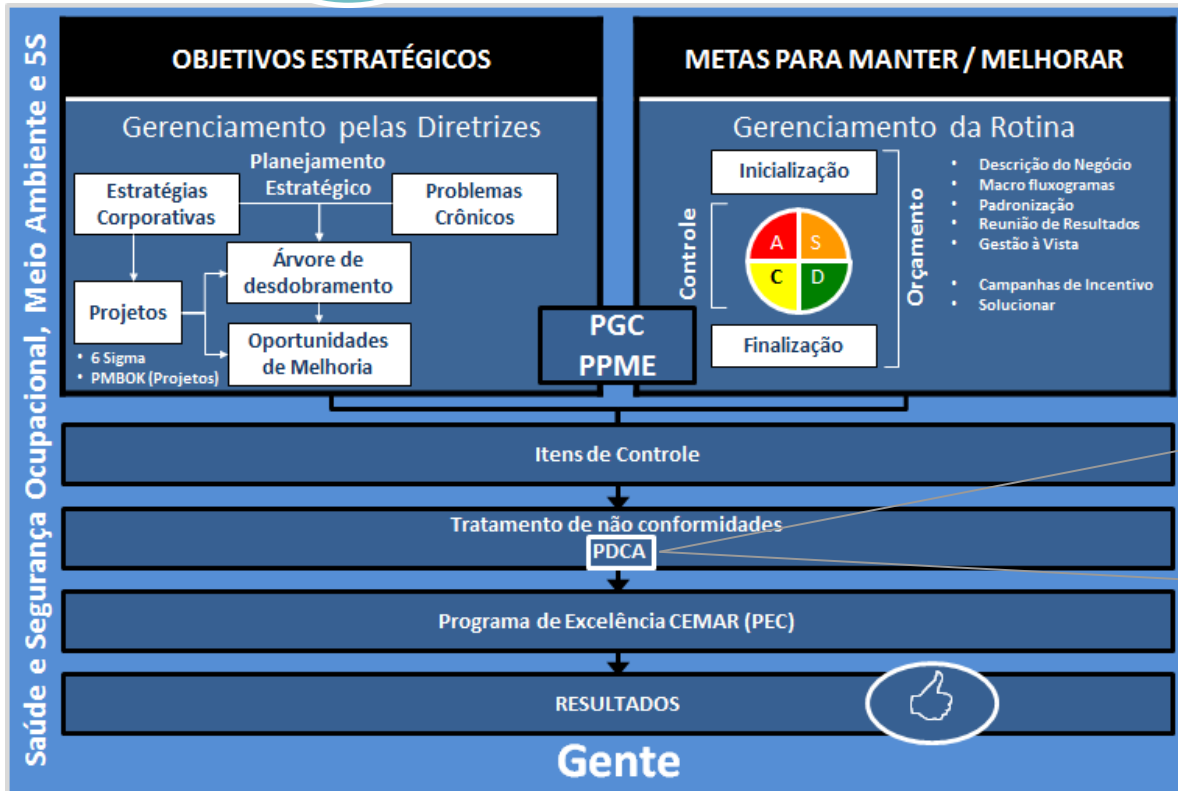 Saúde e Segurança Ocupacional, Meio Ambiente e 5S
OBJETIVOS ESTRATÉGICOS
Gerenciamento pelas Diretrizes
Planejamento
Estratégico
Estratégias
Corporativas
Problemas
Crônicos
Árvore de
desdobramento
Projetos
Oportunidades
de Melhoria
• 6 Sigma
• PMBOK (Projetos)
PGC
PPME
METAS PARA MANTER / MELHORAR
Gerenciamento da Rotina
Inicialização
Controle
A
S
C
D
Finalização
Orçamento
• Descrição do Negócio
• Macro fluxogramas
• Padronização
• Reunião de Resultados
• Gestão à Vista
• Campanhas de Incentivo
• Solucionar
Itens de Controle
Tratamento de não conformidades
PDCA
Programa de Excelência CEMAR (PEC)
RESULTADOS
Gente